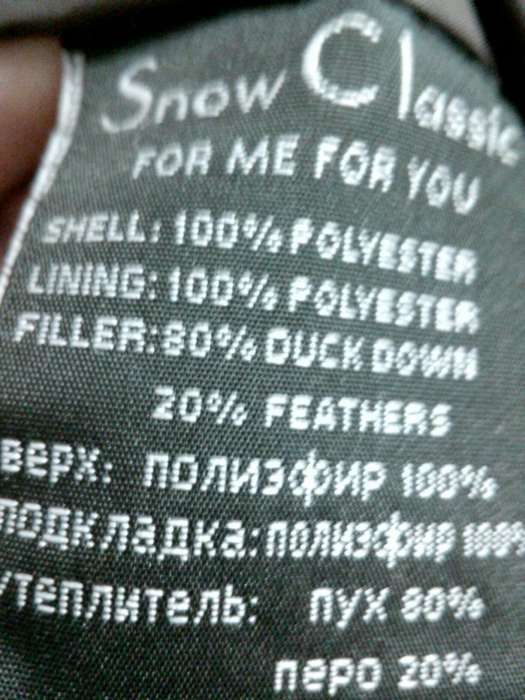 Snow Classic
FOR ME FOR YOU
SHELL: 100% POLYESTER
LINING: 100% POLYESTER
FILLER: 80% DUCK DOWN
20% FEATHERS
ВЕРХ: ПОЛИЭФИР 100%
ПОДКЛАДКА: ПОЛИЭФИР 100%
УТЕПЛИТЕЛЬ: ПУХ 80%
ПЕРО 20%